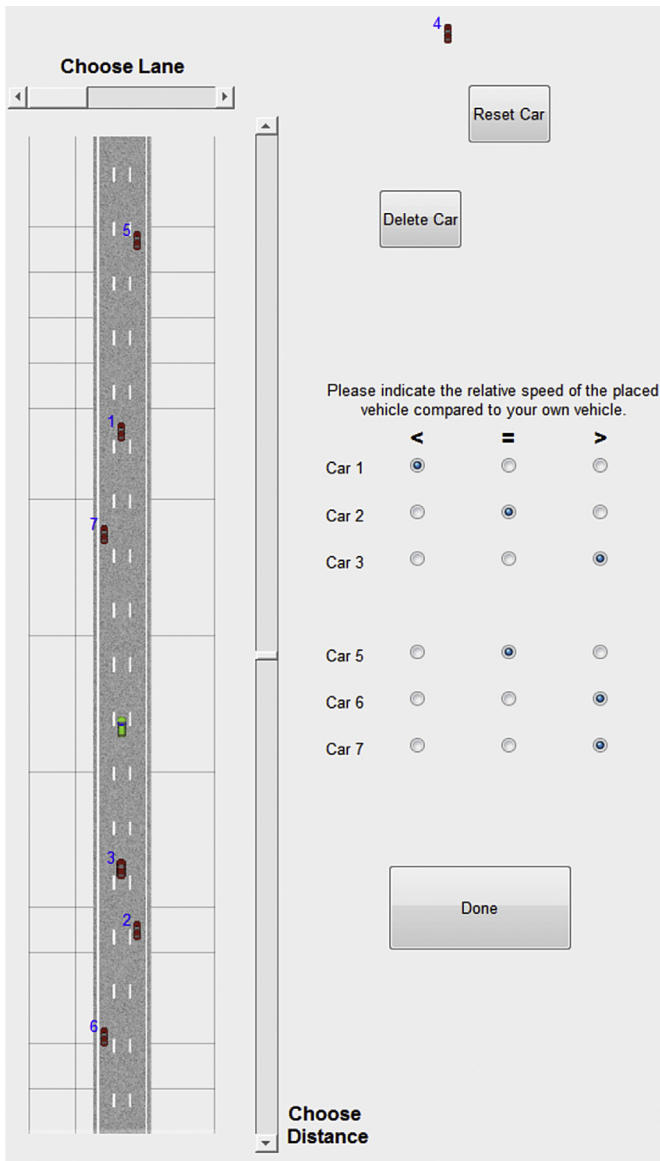 4
Choose Lane
Reset Car
Delete Car
5
Please indicate the relative speed of the placed
vehicle compared to your own vehicle.
< = >
1
Car 1
Car 2
7
Car 3
Car 5
Car 6
Car 7
3
Done
2
6
Choose
Distance